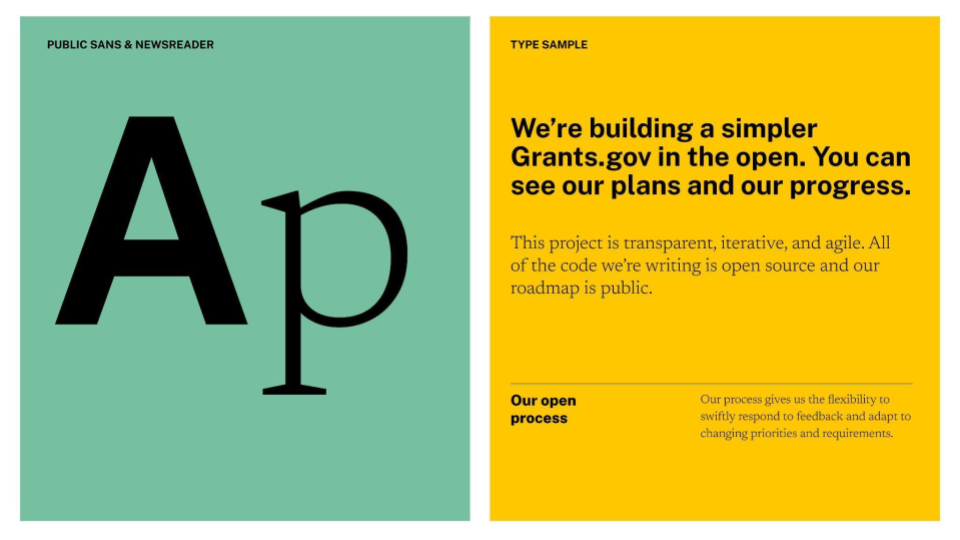 PUBLIC SANS & NEWSREADER
Ap
TYPE SAMPLE
We’re building a simpler
Grants.gov in the open. You can
see our plans and our progress.
This project is transparent, iterative, and agile. All
of the code we’re writing is open source and our
roadmap is public.
Our open
process
Our process gives us the flexibility to
swiftly respond to feedback and adapt to
changing priorities and requirements.